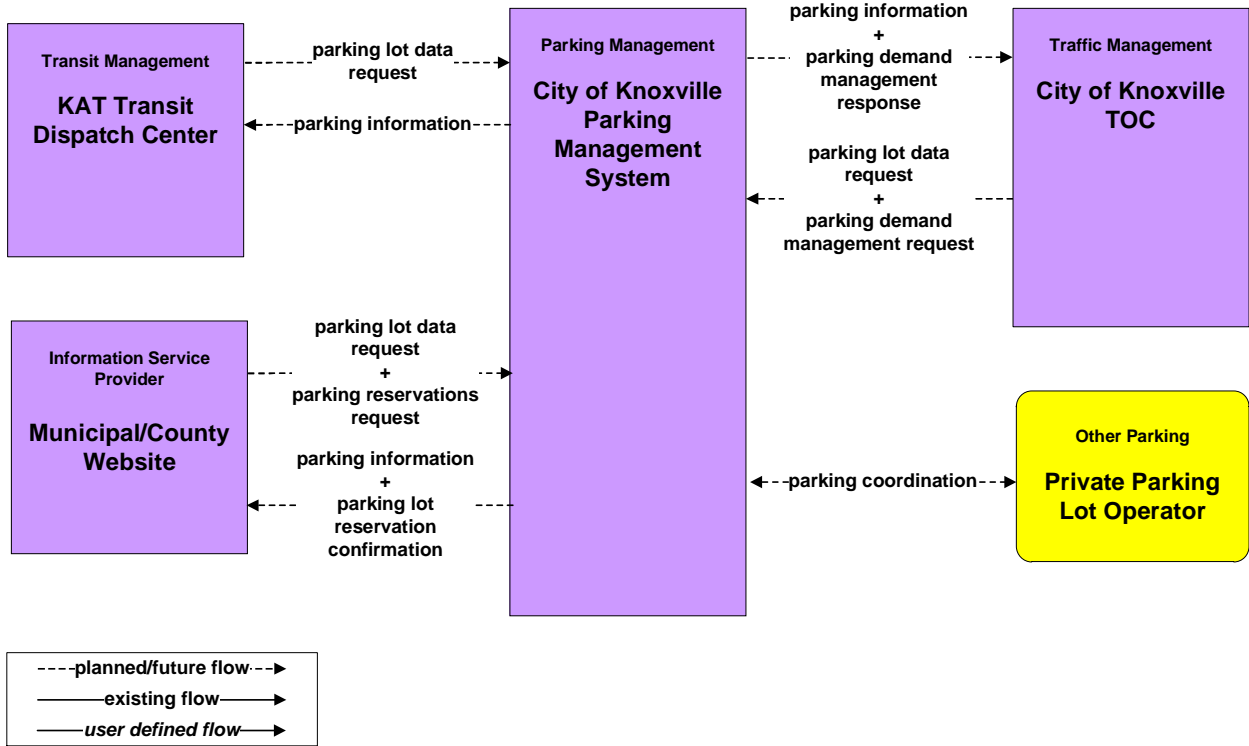 Transit Management
KAT Transit
Dispatch Center
parking lot data
request
parking information
Parking Management
City of Knoxville
Parking
Management
System
parking information
+
parking demand
management
response
parking lot data
request
+
parking demand
management request
Traffic Management
City of Knoxville
TOC
Information Service
Provider
Municipal/County
Website
parking lot data
request
+
parking reservations
request
parking information
+
parking lot
reservation
confirmation
parking coordination
Other Parking
Private Parking
Lot Operator
planned/future flow
existing flow
user defined flow